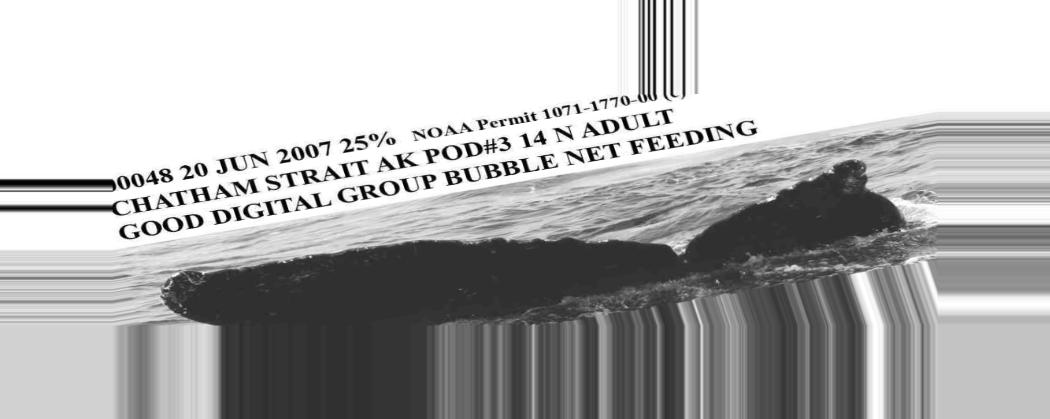 0048 20 JUN 2007 25% NOAA Permit 1071-1770-00
CHATHAM STRAIT AK POD#3 14 N ADULT
GOOD DIGITAL GROUP BUBBLE NET FEEDING